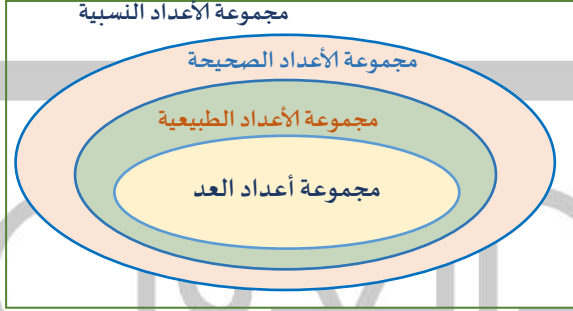 مجموعة الأعداد النسبية
مجموعة الأعداد الصحيحة
مجموعة الأعداد الطبيعية
مجموعة أعداد العد